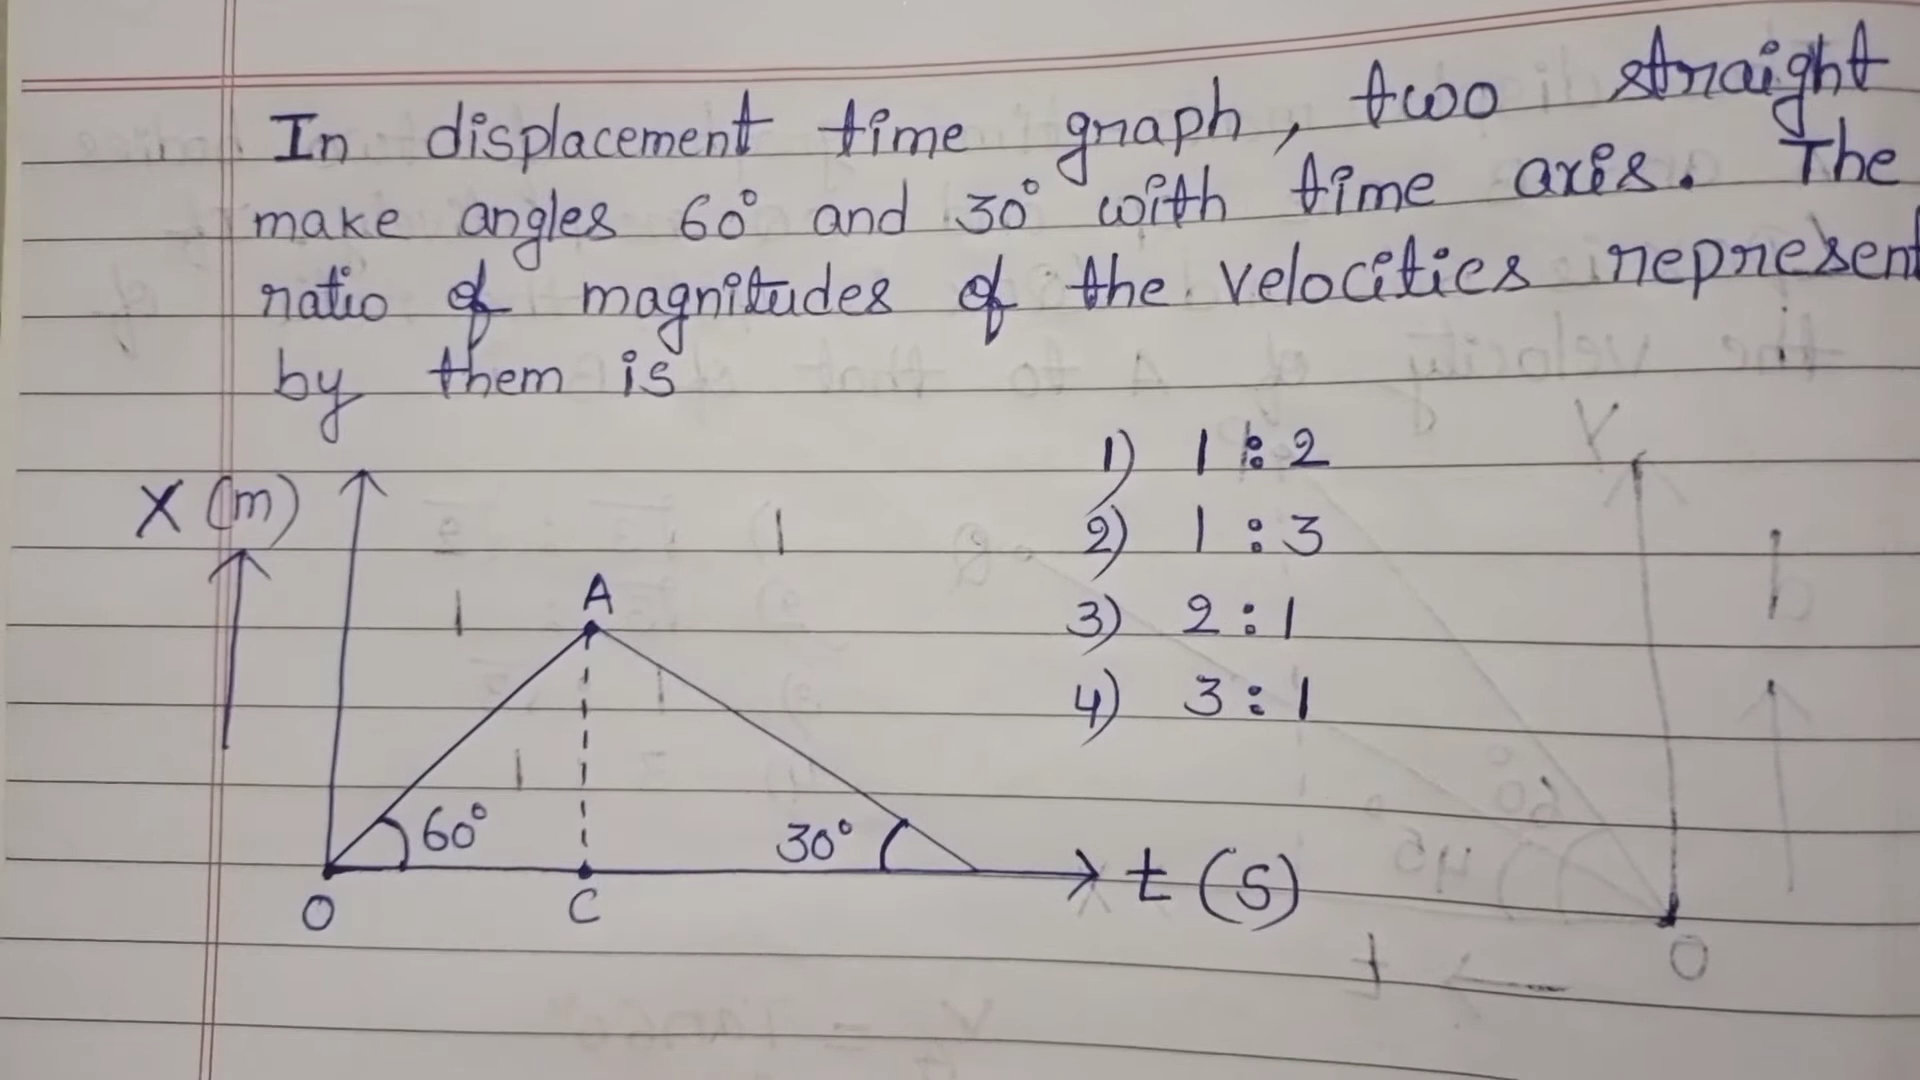 In displacement time graph, two straight
make angles 60° and 30° with time axis. The
ratio of magnitudes of the velocities represent
by them is
1) 1 : 2
2) 1 : 3
3) 2 : 1
4) 3 : 1
X (m)
A
60°
30°
O
C
t (s)